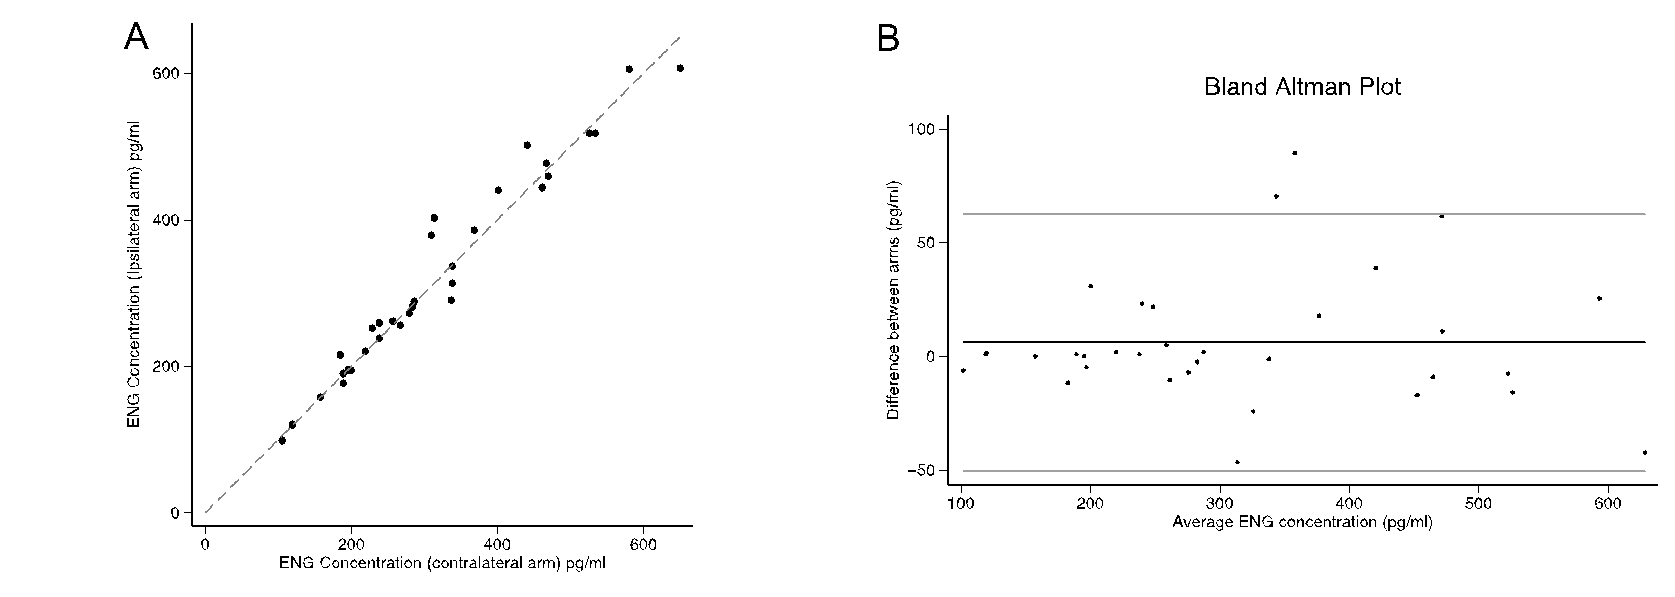 A
600
400
200
0
0 200 400 600
ENG Concentration (Ipsilateral arm) pg/ml
ENG Concentration (contralateral arm) pg/ml
B
Bland Altman Plot
100
50
0
−50
100 200 300 400 500 600
Difference between arms (pg/ml)
Average ENG concentration (pg/ml)